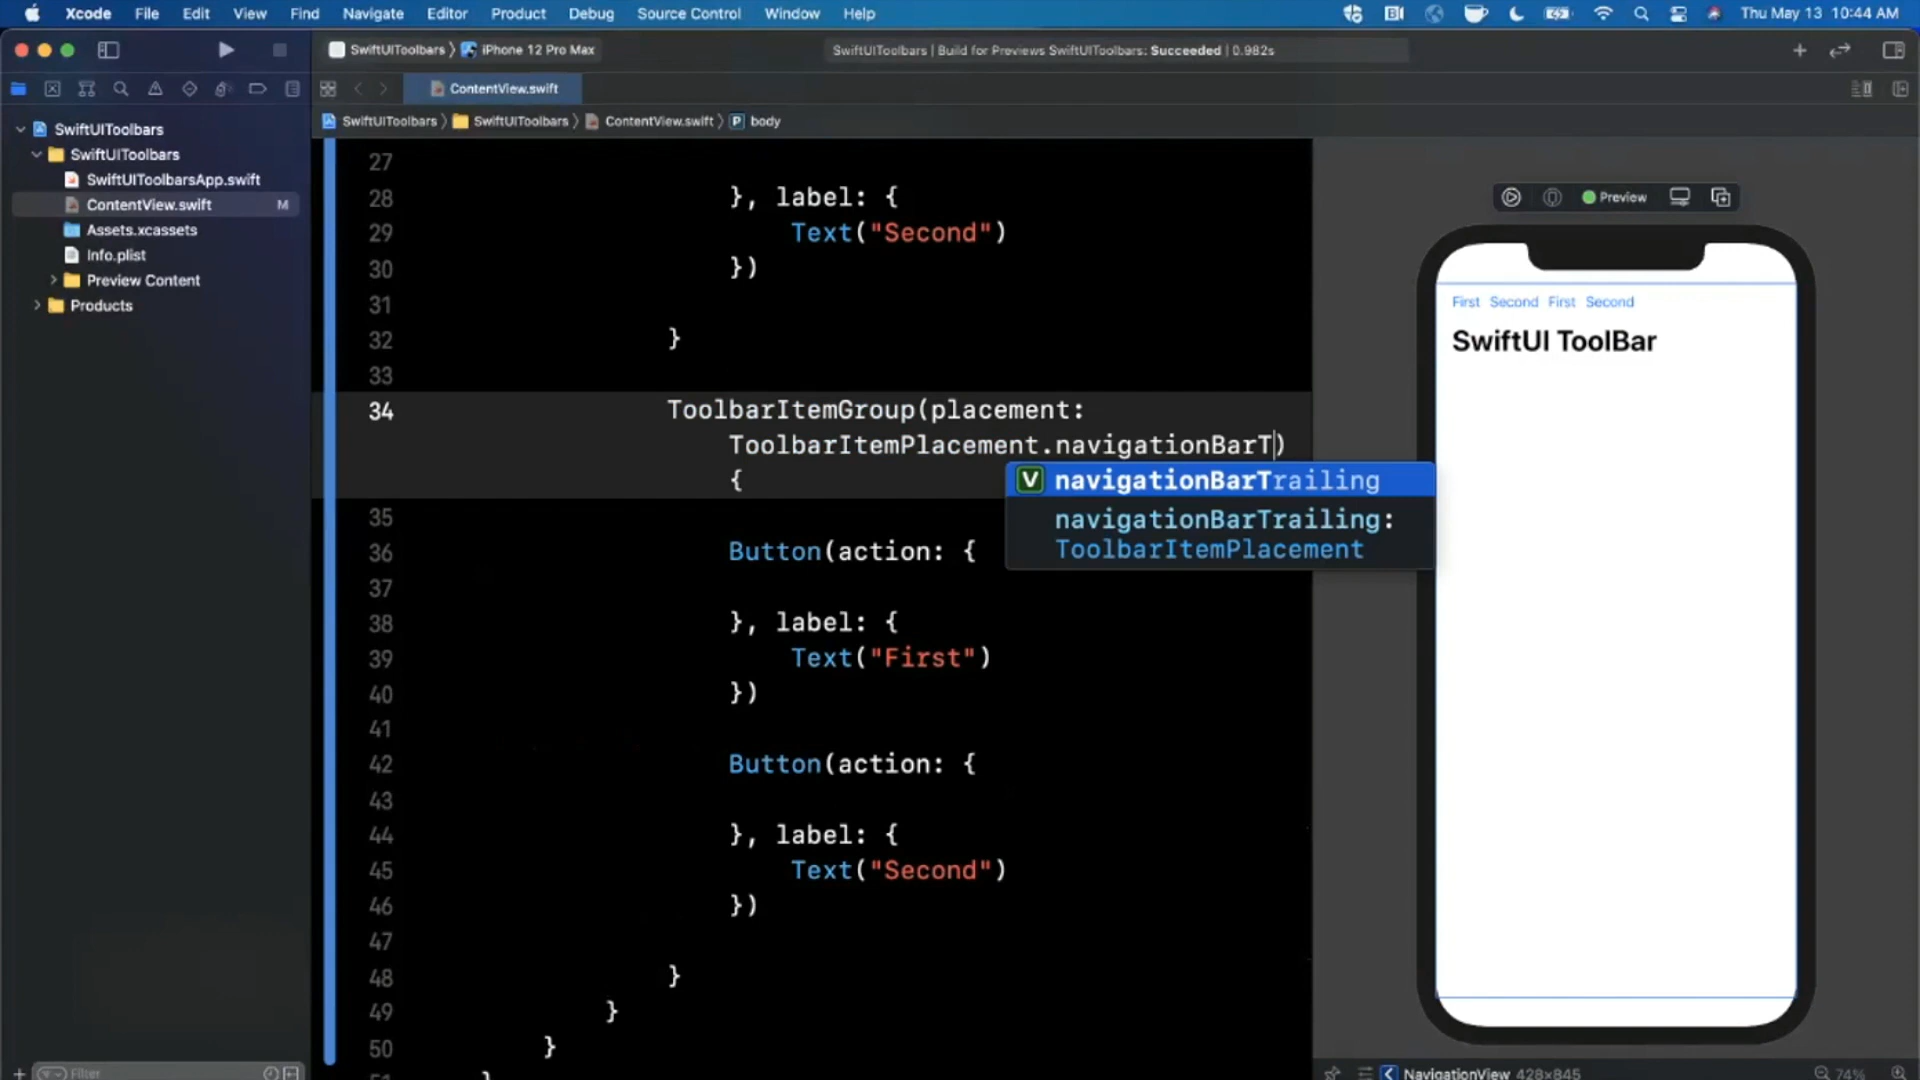 Xcode File Edit View Find Navigate Editor Product Debug Source Control Window Help Thu May 13 10:44 AM
SwiftUIToolbars iPhone 12 Pro Max SwiftUIToolbars | Build for Previews SwiftUIToolbars: Succeeded | 0.982s
ContentView.swift
SwiftUIToolbars SwiftUIToolbars ContentView.swift P body
SwiftUIToolbars
SwiftUIToolbars
SwiftUIToolbarsApp.swift
ContentView.swift M
Assets.xcassets
Info.plist
Preview Content
Products
Filter
27
28 }, label: {
29 Text("Second")
30 })
31
32 }
33
34 ToolbarItemGroup(placement:
ToolbarItemPlacement.navigationBarT)
{
V navigationBarTrailing
navigationBarTrailing:
ToolbarItemPlacement
35
36 Button(action: {
37
38 }, label: {
39 Text("First")
40 })
41
42 Button(action: {
43
44 }, label: {
45 Text("Second")
46 })
47
48 }
49 }
50 }
Preview
First Second First Second
SwiftUI ToolBar
NavigationView 428×845 74%